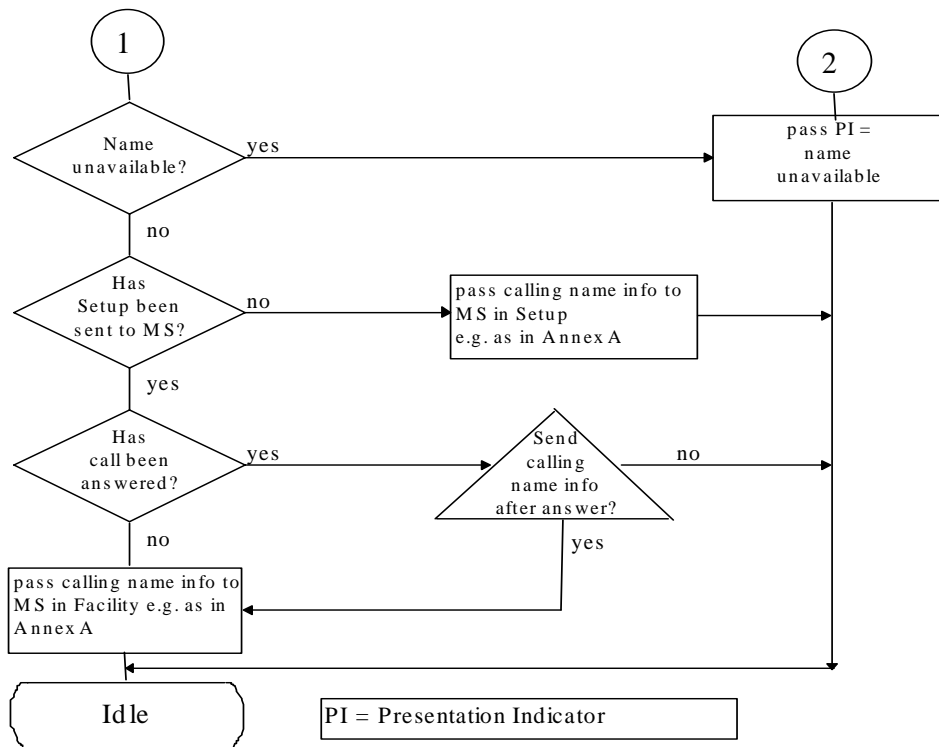 1
2
Name
unavailable?
yes
pass PI =
name
unavailable
no
Has
Setup been
sent to MS?
no
pass calling name info to
MS in Setup
e.g. as in Annex A
yes
Has
call been
answered?
yes
Send
calling
name info
after answer?
no
yes
no
pass calling name info to
MS in Facility e.g. as in
Annex A
Idle
PI = Presentation Indicator